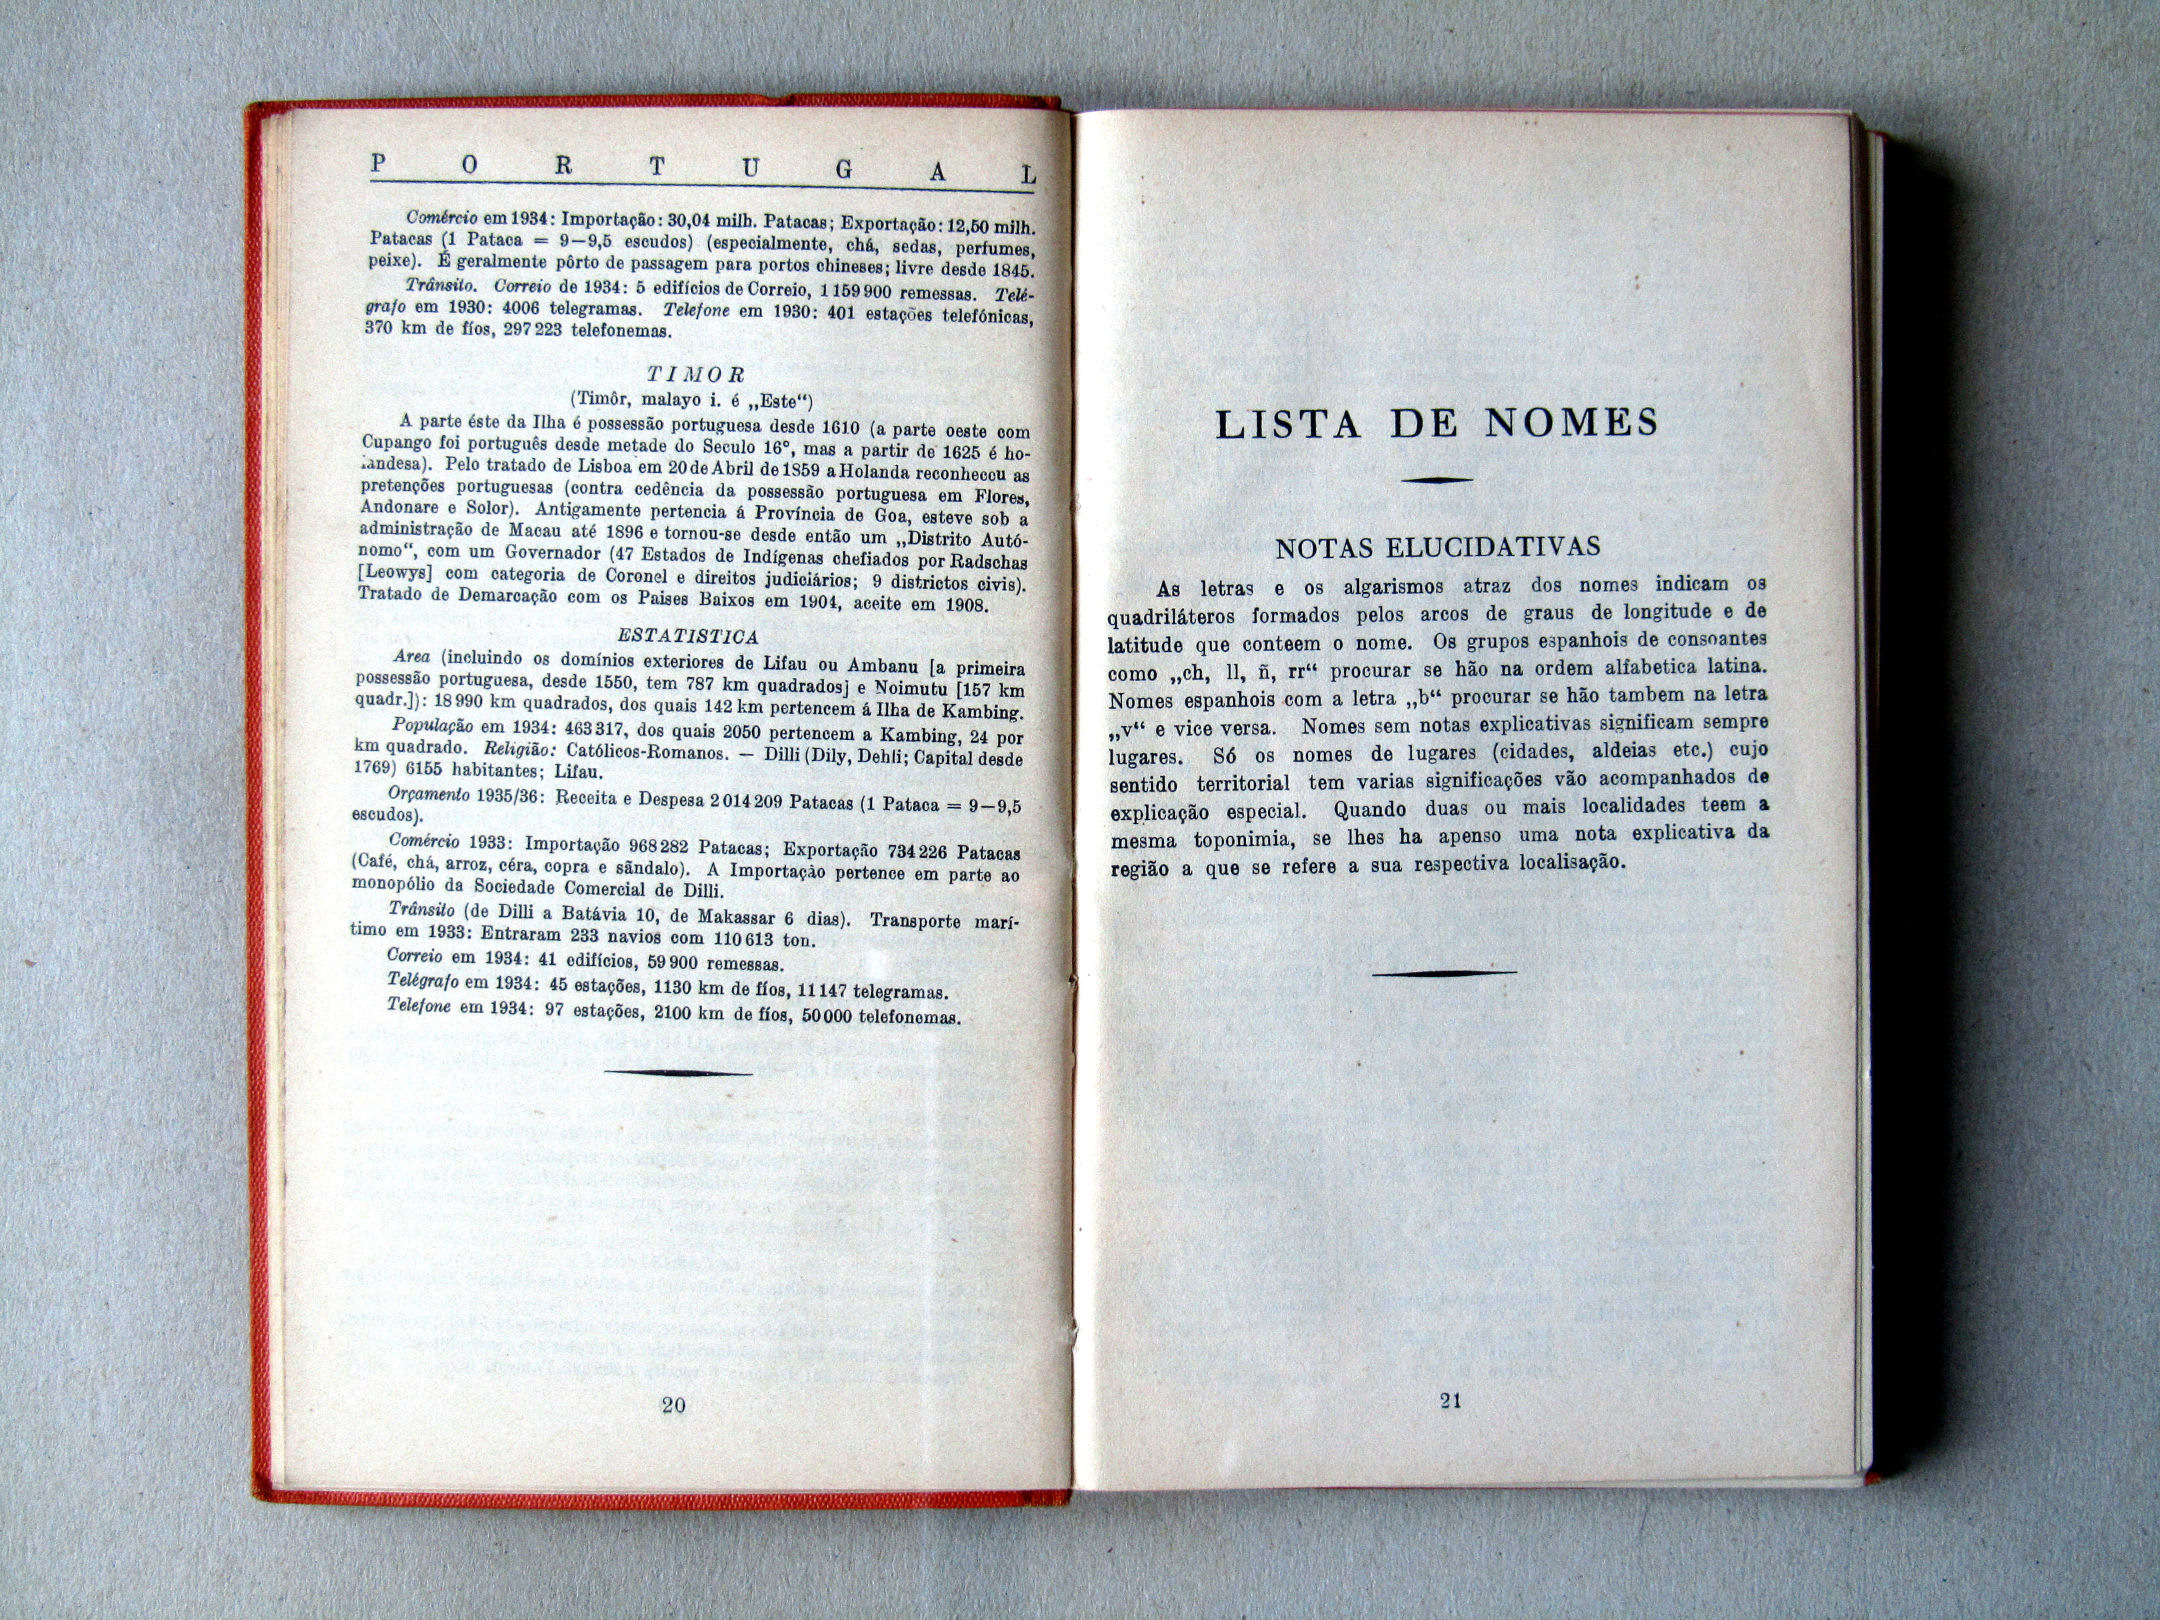 PORTUGAL
Comércio em 1934: Importação: 30,04 milh. Patacas; Exportação: 12,50 milh.
Patacas (1 Pataca = 9—9,5 escudos) (especialmente, chá, sedas, perfumes,
peixe). É geralmente pôrto de passagem para portos chineses; livre desde 1845.
Trânsito. Correio de 1934: 5 edifícios de Correio, 1 159 900 remessas. Telé-
grafo em 1930: 4006 telegramas. Telefone em 1930: 401 estações telefónicas,
370 km de fíos, 297 223 telefonemas.
TIMOR
(Timôr, malayo i. é „Este“)
A parte éste da Ilha é possessão portuguesa desde 1610 (a parte oeste com
Cupango foi português desde metade do Seculo 16°, mas a partir de 1625 é ho-
landesa). Pelo tratado de Lisboa em 20 de Abril de 1859 a Holanda reconheceu as
pretenções portuguesas (contra cedência da possessão portuguesa em Flores,
Andonare e Solor). Antigamente pertencia á Província de Goa, esteve sob a
administração de Macau até 1896 e tornou-se desde então um „Distrito Autó-
nomo“, com um Governador (47 Estados de Indígenas chefiados por Radschas
[Leowys] com categoria de Coronel e direitos judiciários; 9 districtos civis).
Tratado de Demarcação com os Paises Baixos em 1904, aceite em 1908.
ESTATISTICA
Area (incluindo os domínios exteriores de Lifau ou Ambanu [a primeira
possessão portuguesa, desde 1550, tem 787 km quadrados] e Noimutu [157 km
quadr.]): 18 990 km quadrados, dos quais 142 km pertencem á Ilha de Kambing.
População em 1934: 463 317, dos quais 2050 pertencem a Kambing, 24 por
km quadrado. Religião: Católicos-Romanos. — Dilli (Dily, Dehli; Capital desde
1769) 6155 habitantes; Lifau.
Orçamento 1935/36: Receita e Despesa 2 014 209 Patacas (1 Pataca = 9—9,5
escudos).
Comércio 1933: Importação 968 282 Patacas; Exportação 734 226 Patacas
(Café, chá, arroz, céra, copra e sândalo). A Importação pertence em parte ao
monopólio da Sociedade Comercial de Dilli.
Trânsito (de Dilli a Batávia 10, de Makassar 6 dias). Transporte marí-
timo em 1933: Entraram 233 navios com 110 613 ton.
Correio em 1934: 41 edifícios, 59 900 remessas.
Telégrafo em 1934: 45 estações, 1130 km de fíos, 11 147 telegramas.
Telefone em 1934: 97 estações, 2100 km de fíos, 50 000 telefonemas.
20
LISTA DE NOMES
NOTAS ELUCIDATIVAS
As letras e os algarismos atraz dos nomes indicam os
quadriláteros formados pelos arcos de graus de longitude e de
latitude que conteem o nome. Os grupos espanhois de consoantes
como „ch, ll, ñ, rr“ procurar se hão na ordem alfabetica latina.
Nomes espanhois com a letra „b“ procurar se hão tambem na letra
„v“ e vice versa. Nomes sem notas explicativas significam sempre
lugares. Só os nomes de lugares (cidades, aldeias etc.) cujo
sentido territorial tem varias significações vão acompanhados de
explicação especial. Quando duas ou mais localidades teem a
mesma toponimia, se lhes ha apenso uma nota explicativa da
região a que se refere a sua respectiva localisação.
21